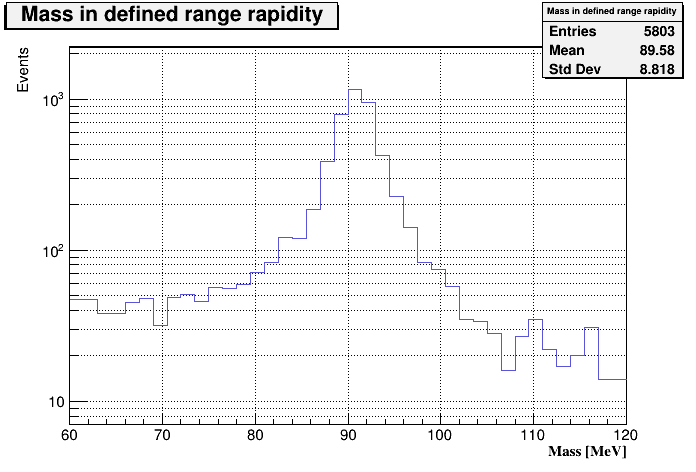 Mass in defined range rapidity
Mass in defined range rapidity
Entries 5803
Mean 89.58
Std Dev 8.818
Events
10³
10²
10
60 70 80 90 100 110 120
Mass [MeV]